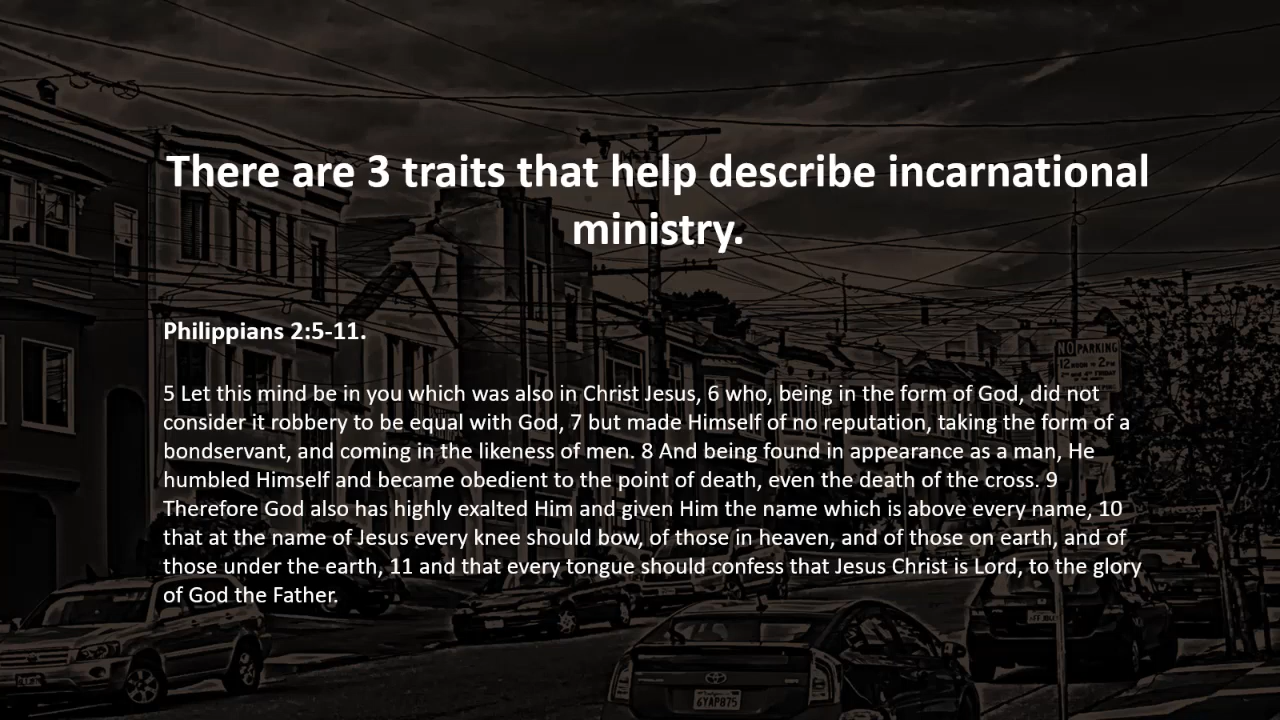 There are 3 traits that help describe incarnational
ministry.
Philippians 2:5-11.
5 Let this mind be in you which was also in Christ Jesus, 6 who, being in the form of God, did not
consider it robbery to be equal with God, 7 but made Himself of no reputation, taking the form of a
bondservant, and coming in the likeness of men. 8 And being found in appearance as a man, He
humbled Himself and became obedient to the point of death, even the death of the cross. 9
Therefore God also has highly exalted Him and given Him the name which is above every name, 10
that at the name of Jesus every knee should bow, of those in heaven, and of those on earth, and of
those under the earth, 11 and that every tongue should confess that Jesus Christ is Lord, to the glory
of God the Father.
NO PARKING
12 NOON TO 2PM
6YAP875